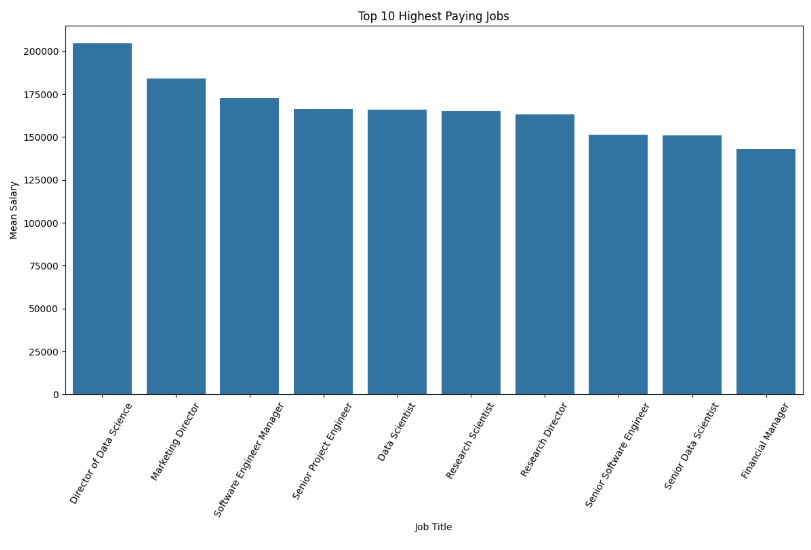 Top 10 Highest Paying Jobs
Mean Salary
200000
175000
150000
125000
100000
75000
50000
25000
0
Director of Data Science
Marketing Director
Software Engineer Manager
Senior Project Engineer
Data Scientist
Research Scientist
Research Director
Senior Software Engineer
Senior Data Scientist
Financial Manager
Job Title